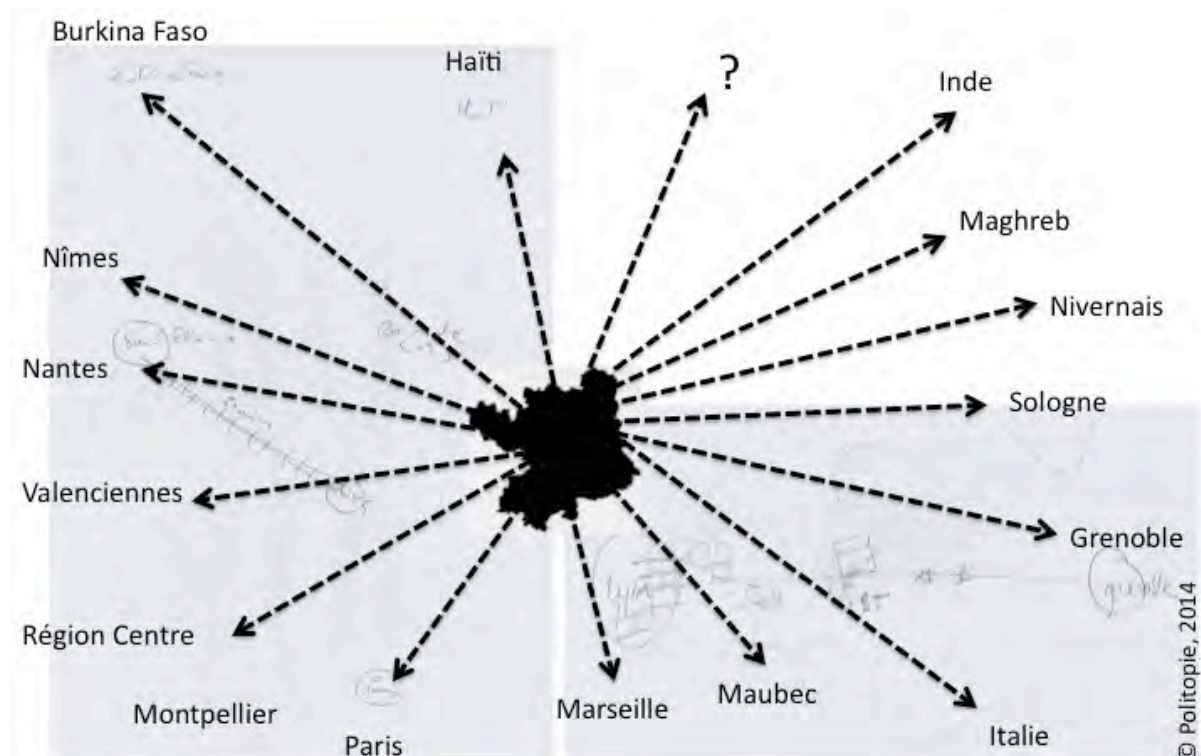 Burkina Faso
Haïti
?
Inde
Maghreb
Nîmes
Nivernais
Nantes
Sologne
Valenciennes
Grenoble
Région Centre
Montpellier
Paris
Marseille
Maubec
Italie
© Politopie, 2014